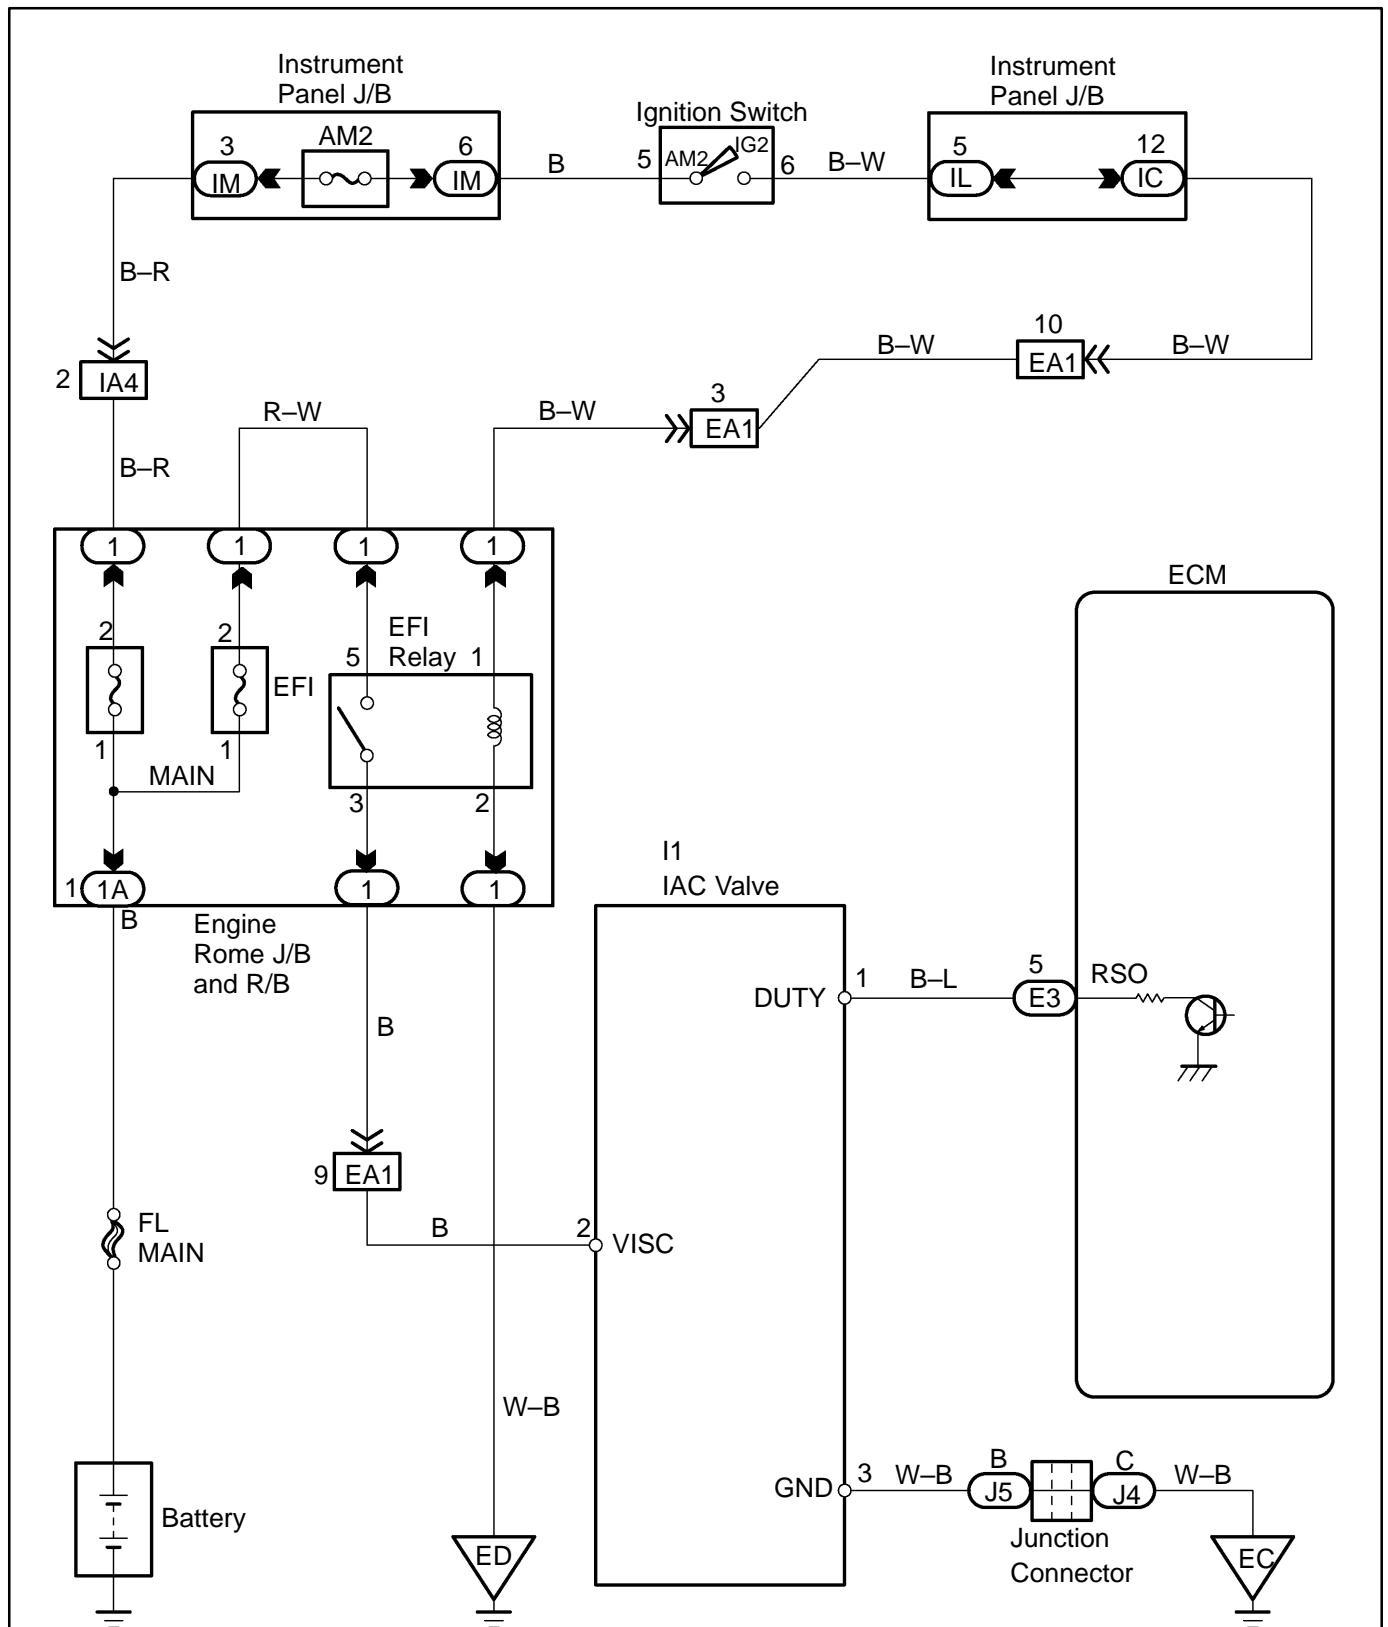 Instrument
Panel J/B
Instrument
Panel J/B
Ignition Switch
3
AM2
6
IM
IM
B
5
AM2
IG2
6
B–W
5
IL
12
IC
B–R
2
IA4
B–R
R–W
B–W
3
EA1
B–W
10
EA1
B–W
1
1
1
1
2
2
5
EFI
Relay
1
EFI
1
1
MAIN
3
2
1
1A
1
1
B
Engine
Rome J/B
and R/B
ECM
I1
IAC Valve
DUTY
1
B–L
5
E3
RSO
B
9
EA1
B
2
VISC
FL
MAIN
W–B
Battery
ED
GND
3
W–B
B
J5
C
J4
W–B
Junction
Connector
EC